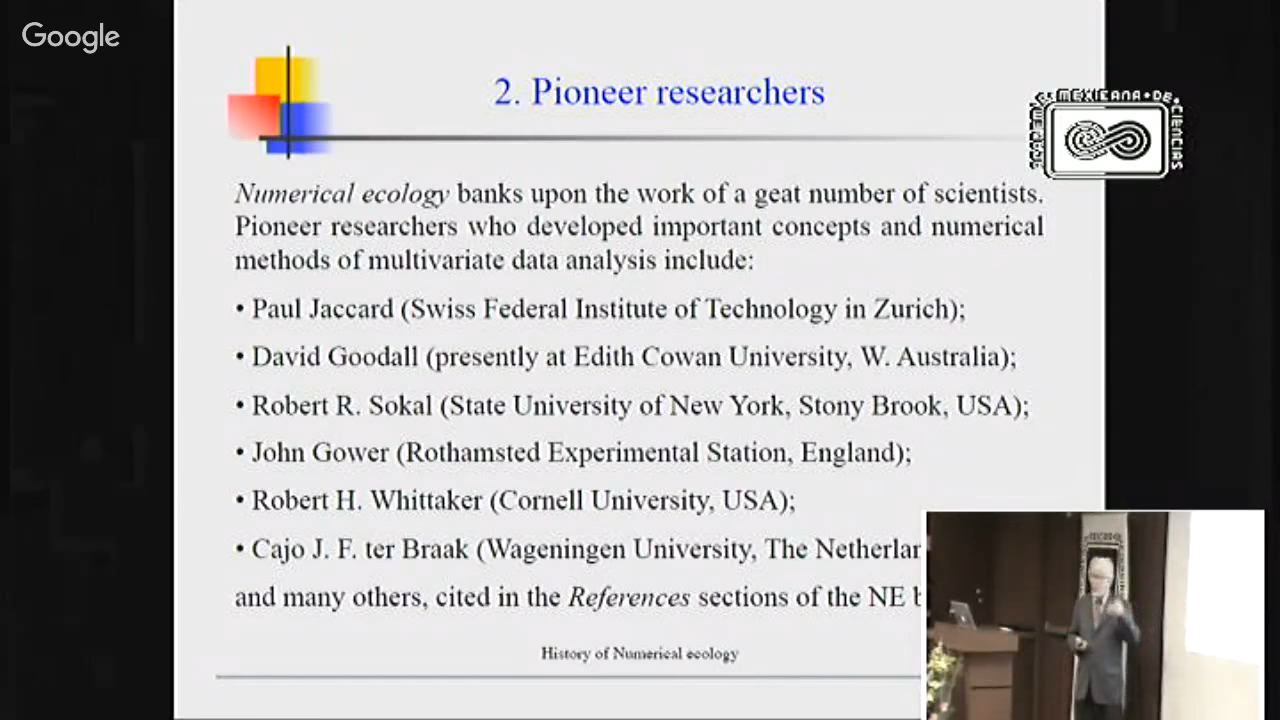 Google
2. Pioneer researchers
ACADEMIA MEXICANA DE CIENCIAS
Numerical ecology banks upon the work of a geat number of scientists.
Pioneer researchers who developed important concepts and numerical
methods of multivariate data analysis include:
• Paul Jaccard (Swiss Federal Institute of Technology in Zurich);
• David Goodall (presently at Edith Cowan University, W. Australia);
• Robert R. Sokal (State University of New York, Stony Brook, USA);
• John Gower (Rothamsted Experimental Station, England);
• Robert H. Whittaker (Cornell University, USA);
• Cajo J. F. ter Braak (Wageningen University, The Netherlan
and many others, cited in the References sections of the NE b
History of Numerical ecology